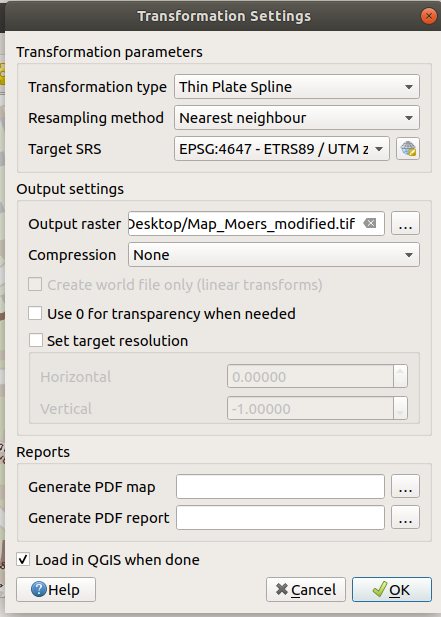 Transformation Settings
Transformation parameters
Transformation type Thin Plate Spline
Resampling method Nearest neighbour
Target SRS EPSG:4647 - ETRS89 / UTM z
Output settings
Output raster Desktop/Map_Moers_modified.tif ...
Compression None
Create world file only (linear transforms)
Use 0 for transparency when needed
Set target resolution
Horizontal 0.00000
Vertical -1.00000
Reports
Generate PDF map ...
Generate PDF report ...
Load in QGIS when done
Help Cancel OK